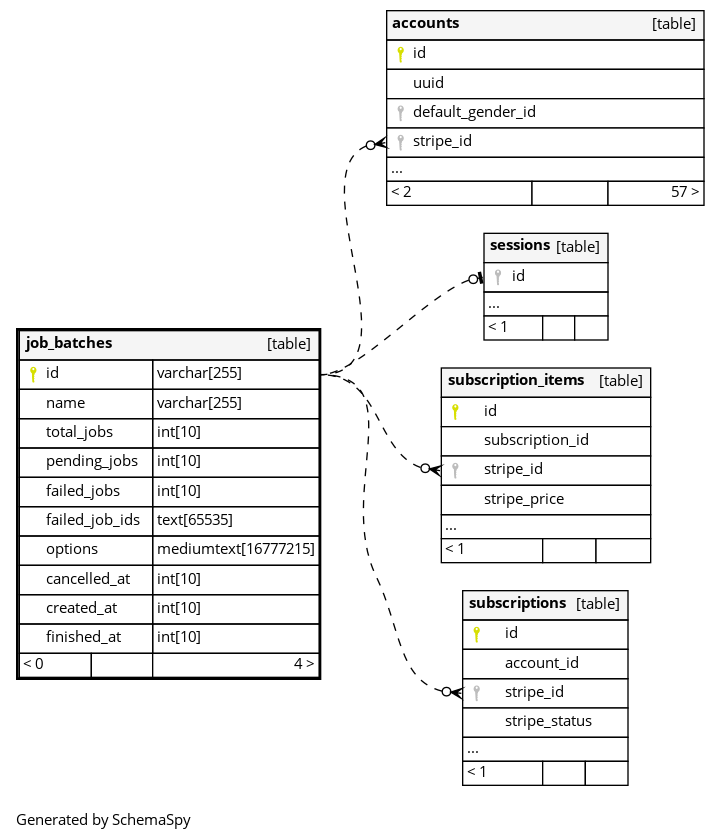 accounts [table]
id
uuid
default_gender_id
stripe_id
...
< 2 57 >
sessions [table]
id
...
< 1
job_batches [table]
id varchar[255]
name varchar[255]
total_jobs int[10]
pending_jobs int[10]
failed_jobs int[10]
failed_job_ids text[65535]
options mediumtext[16777215]
cancelled_at int[10]
created_at int[10]
finished_at int[10]
< 0 4 >
subscription_items [table]
id
subscription_id
stripe_id
stripe_price
...
< 1
subscriptions [table]
id
account_id
stripe_id
stripe_status
...
< 1
Generated by SchemaSpy